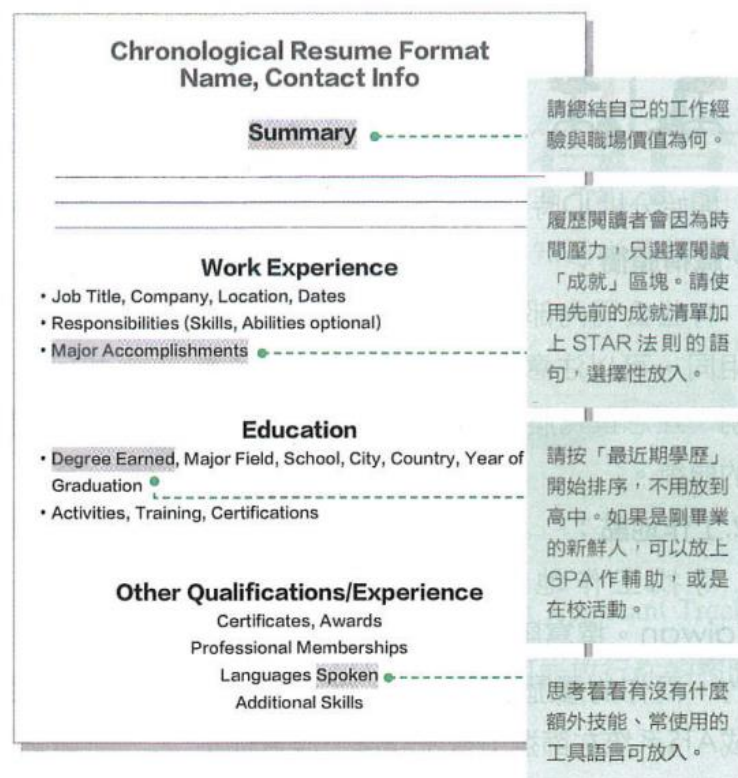 Chronological Resume Format
Name, Contact Info
Summary
請總結自己的工作經
驗與職場價值為何。
履歷閱讀者會因為時
間壓力，只選擇閱讀
「成就」區塊。請使
用先前的成就清單加
上 STAR 法則的語
句，選擇性放入。
Work Experience
• Job Title, Company, Location, Dates
• Responsibilities (Skills, Abilities optional)
• Major Accomplishments
Education
• Degree Earned, Major Field, School, City, Country, Year of
Graduation
• Activities, Training, Certifications
請按「最近期學歷」
開始排序，不用放到
高中。如果是剛畢業
的新鮮人，可以放上
GPA 作輔助，或是
在校活動。
Other Qualifications/Experience
Certificates, Awards
Professional Memberships
Languages Spoken
Additional Skills
思考看看有沒有什麼
額外技能、常使用的
工具語言可放入。